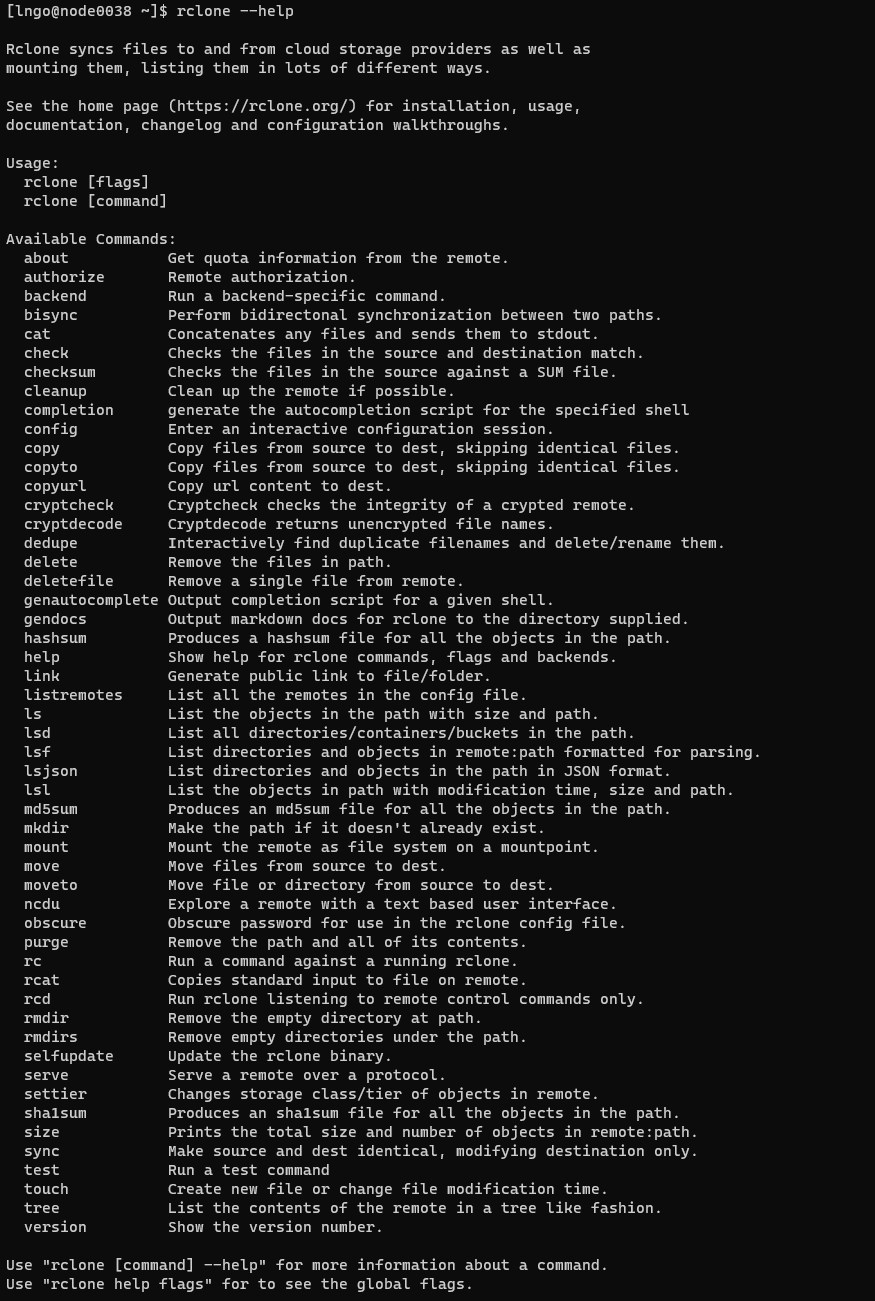 [lngo@node0038 ~]$ rclone --help

Rclone syncs files to and from cloud storage providers as well as
mounting them, listing them in lots of different ways.

See the home page (https://rclone.org/) for installation, usage,
documentation, changelog and configuration walkthroughs.

Usage:
  rclone [flags]
  rclone [command]

Available Commands:
  about           Get quota information from the remote.
  authorize       Remote authorization.
  backend         Run a backend-specific command.
  bisync          Perform bidirectonal synchronization between two paths.
  cat             Concatenates any files and sends them to stdout.
  check           Checks the files in the source and destination match.
  checksum        Checks the files in the source against a SUM file.
  cleanup         Clean up the remote if possible.
  completion      generate the autocompletion script for the specified shell
  config          Enter an interactive configuration session.
  copy            Copy files from source to dest, skipping identical files.
  copyto          Copy files from source to dest, skipping identical files.
  copyurl         Copy url content to dest.
  cryptcheck      Cryptcheck checks the integrity of a crypted remote.
  cryptdecode     Cryptdecode returns unencrypted file names.
  dedupe          Interactively find duplicate filenames and delete/rename them.
  delete          Remove the files in path.
  deletefile      Remove a single file from remote.
  genautocomplete Output completion script for a given shell.
  gendocs         Output markdown docs for rclone to the directory supplied.
  hashsum         Produces a hashsum file for all the objects in the path.
  help            Show help for rclone commands, flags and backends.
  link            Generate public link to file/folder.
  listremotes     List all the remotes in the config file.
  ls              List the objects in the path with size and path.
  lsd             List all directories/containers/buckets in the path.
  lsf             List directories and objects in remote:path formatted for parsing.
  lsjson          List directories and objects in the path in JSON format.
  lsl             List the objects in path with modification time, size and path.
  md5sum          Produces an md5sum file for all the objects in the path.
  mkdir           Make the path if it doesn't already exist.
  mount           Mount the remote as file system on a mountpoint.
  move            Move files from source to dest.
  moveto          Move file or directory from source to dest.
  ncdu            Explore a remote with a text based user interface.
  obscure         Obscure password for use in the rclone config file.
  purge           Remove the path and all of its contents.
  rc              Run a command against a running rclone.
  rcat            Copies standard input to file on remote.
  rcd             Run rclone listening to remote control commands only.
  rmdir           Remove the empty directory at path.
  rmdirs          Remove empty directories under the path.
  selfupdate      Update the rclone binary.
  serve           Serve a remote over a protocol.
  settier         Changes storage class/tier of objects in remote.
  sha1sum         Produces an sha1sum file for all the objects in the path.
  size            Prints the total size and number of objects in remote:path.
  sync            Make source and dest identical, modifying destination only.
  test            Run a test command
  touch           Create new file or change file modification time.
  tree            List the contents of the remote in a tree like fashion.
  version         Show the version number.

Use "rclone [command] --help" for more information about a command.
Use "rclone help flags" for to see the global flags.